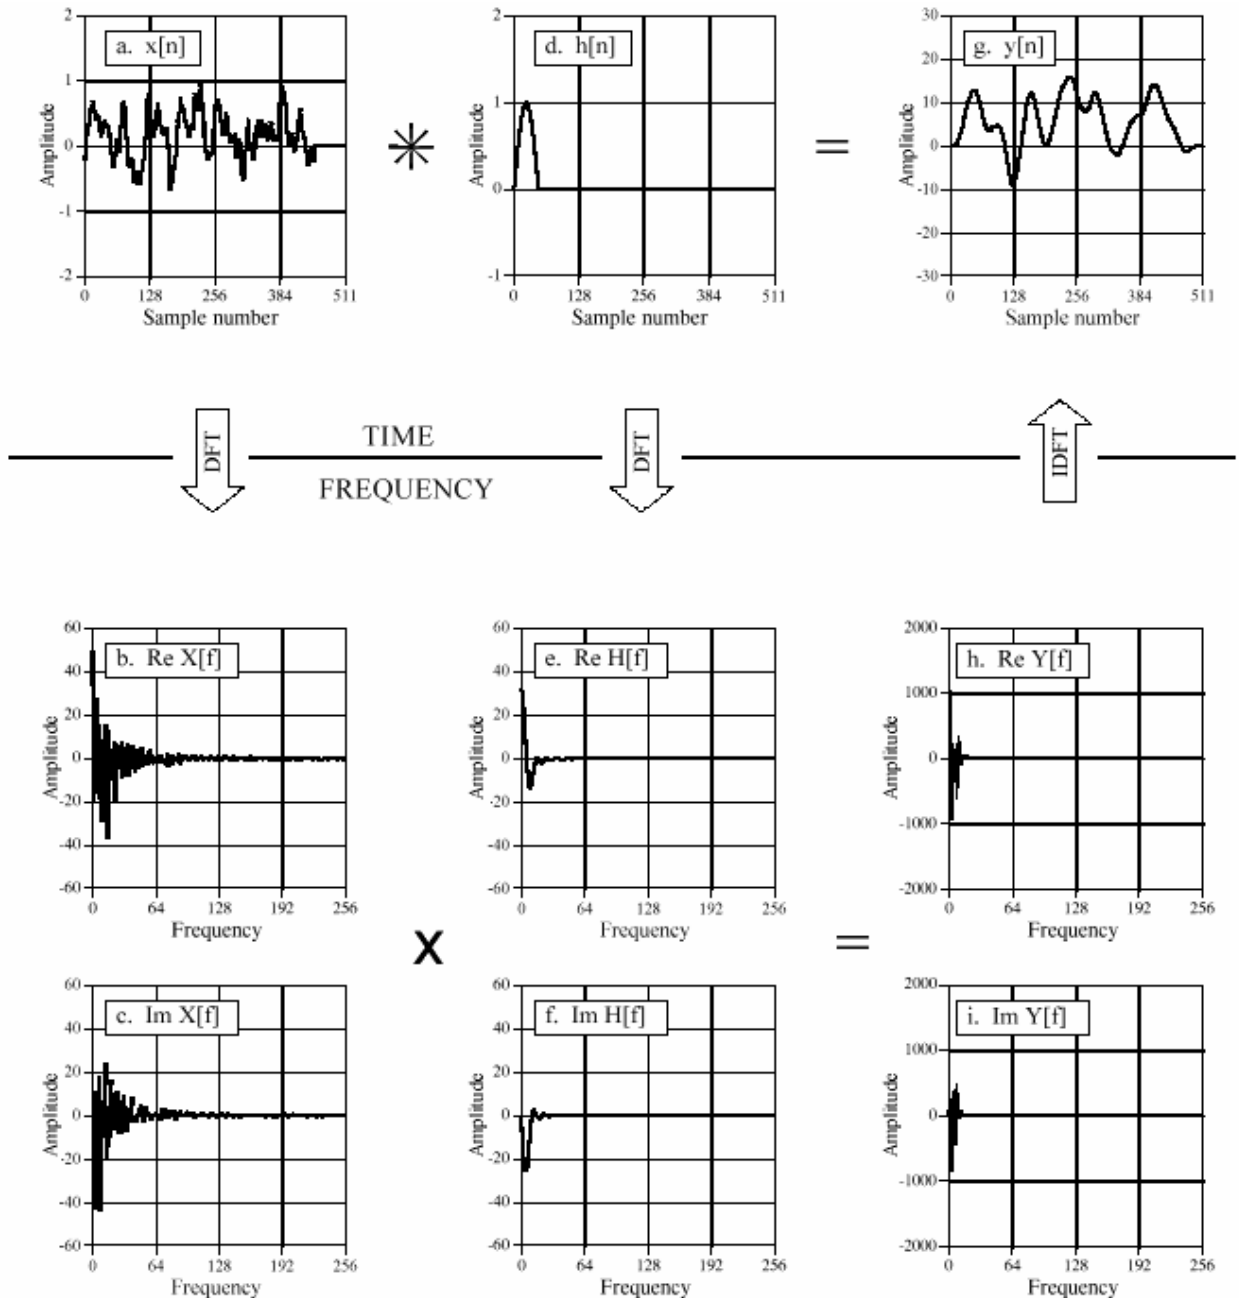 a. x[n]
2
1
0
-1
-2
Amplitude
0 128 256 384 511
Sample number
d. h[n]
2
1
0
-1
Amplitude
0 128 256 384 511
Sample number
=
g. y[n]
30
20
10
0
-10
-20
-30
Amplitude
0 128 256 384 511
Sample number
DFT
TIME
FREQUENCY
DFT
IDFT
b. Re X[f]
60
40
20
0
-20
-40
-60
Amplitude
0 64 128 192 256
Frequency
e. Re H[f]
60
40
20
0
-20
-40
-60
Amplitude
0 64 128 192 256
Frequency
h. Re Y[f]
2000
1000
0
-1000
-2000
Amplitude
0 64 128 192 256
Frequency
X
=
c. Im X[f]
60
40
20
0
-20
-40
-60
Amplitude
0 64 128 192 256
Frequency
f. Im H[f]
60
40
20
0
-20
-40
-60
Amplitude
0 64 128 192 256
Frequency
i. Im Y[f]
2000
1000
0
-1000
-2000
Amplitude
0 64 128 192 256
Frequency